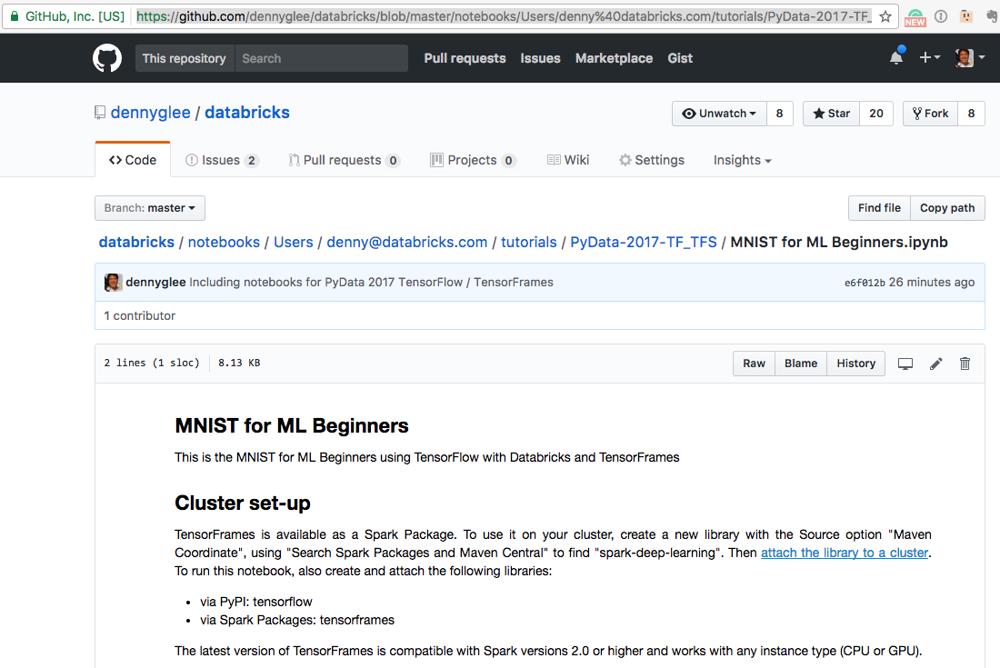 GitHub, Inc. [US] https://github.com/dennyglee/databricks/blob/master/notebooks/Users/denny%40databricks.com/tutorials/PyData-2017-TF_
NEW
This repository Search Pull requests Issues Marketplace Gist
dennyglee / databricks
Unwatch 8 Star 20 Fork 8
Code Issues 2 Pull requests 0 Projects 0 Wiki Settings Insights
Branch: master Find file Copy path
databricks / notebooks / Users / denny@databricks.com / tutorials / PyData-2017-TF_TFS / MNIST for ML Beginners.ipynb
dennyglee Including notebooks for PyData 2017 TensorFlow / TensorFrames e6f012b 26 minutes ago
1 contributor
2 lines (1 sloc) 8.13 KB Raw Blame History
MNIST for ML Beginners
This is the MNIST for ML Beginners using TensorFlow with Databricks and TensorFrames
Cluster set-up
TensorFrames is available as a Spark Package. To use it on your cluster, create a new library with the Source option "Maven
Coordinate", using "Search Spark Packages and Maven Central" to find "spark-deep-learning". Then attach the library to a cluster.
To run this notebook, also create and attach the following libraries:
• via PyPI: tensorflow
• via Spark Packages: tensorframes
The latest version of TensorFrames is compatible with Spark versions 2.0 or higher and works with any instance type (CPU or GPU).